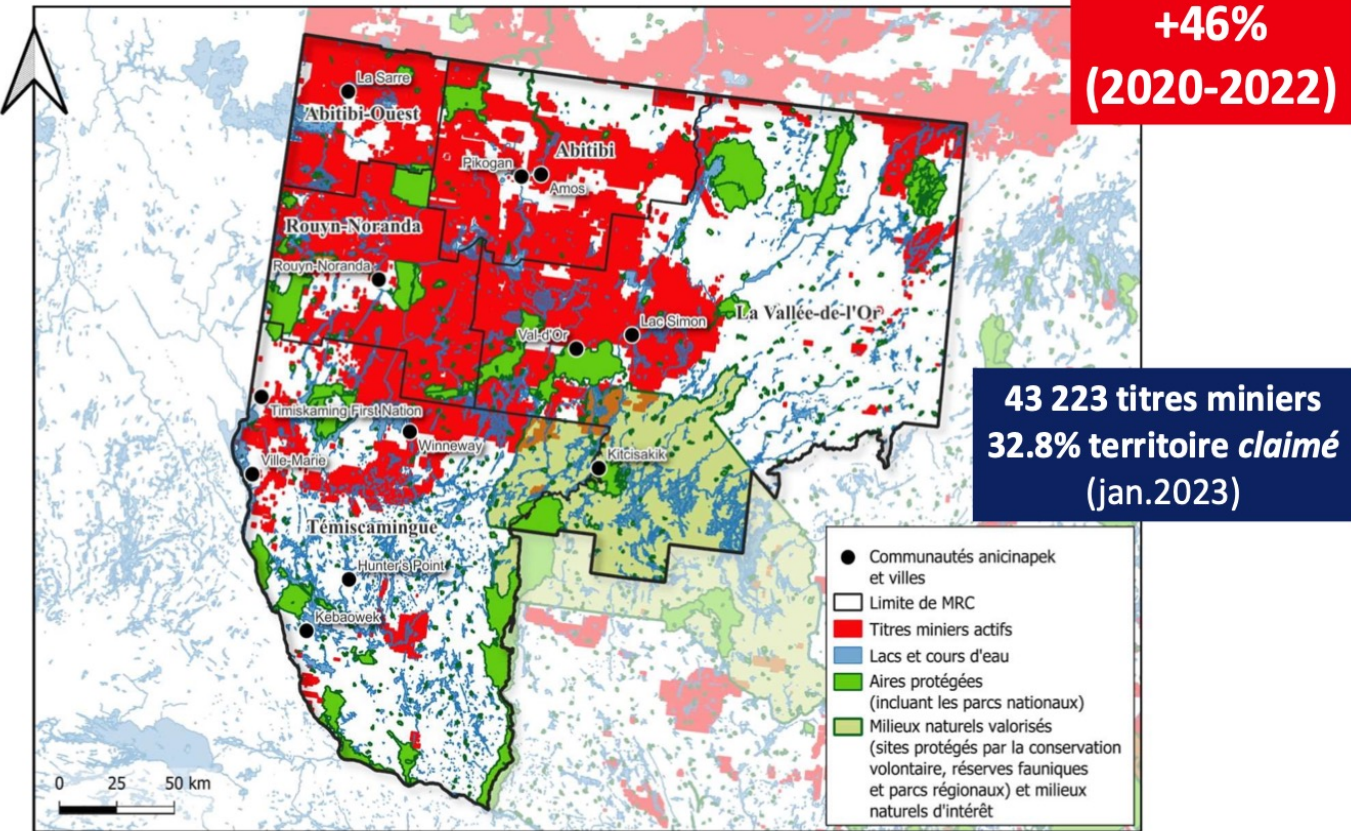 +46%
(2020-2022)
La Sarre
Abitibi-Ouest
Abitibi
Pikogan
Amos
Rouyn-Noranda
Rouyn-Noranda
La Vallée-de-l'Or
Lac Simon
Val-d'Or
43 223 titres miniers
32.8% territoire claimé
(jan.2023)
Timiskaming First Nation
Winneway
Kitcisakik
Ville-Marie
Témiscamingue
Hunter's Point
Kebaowek
Communautés anicinapek
et villes
Limite de MRC
Titres miniers actifs
Lacs et cours d'eau
Aires protégées
(incluant les parcs nationaux)
Milieux naturels valorisés
(sites protégés par la conservation
volontaire, réserves fauniques
et parcs régionaux) et milieux
naturels d'intérêt
0 25 50 km